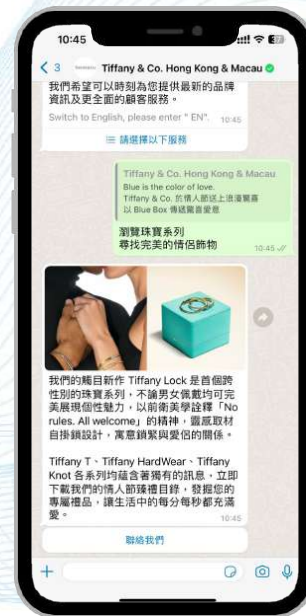 10:45
3 Tiffany & Co. Hong Kong & Macau
我們希望可以時刻為您提供最新的品牌
資訊及更全面的顧客服務。
Switch to English, please enter " EN". 10:45
請選擇以下服務
Tiffany & Co. Hong Kong & Macau
Blue is the color of love.
Tiffany & Co. 於情人節送上浪漫驚喜
以 Blue Box 傳遞驚喜愛意
瀏覽珠寶系列
尋找完美的情侶飾物
10:45
我們的觸目新作 Tiffany Lock 是首個跨
性別的珠寶系列，不論男女佩戴均可完
美展現個性魅力，以前衛美學詮釋「No
rules. All welcome」的精神，靈感取材
自掛鎖設計，寓意鎖緊與愛侶的關係。
Tiffany T、Tiffany HardWear、Tiffany
Knot 各系列均蘊含著獨有的訊息，立即
下載我們的情人節臻禮目錄，發掘您的
專屬禮品，讓生活中的每分每秒都充滿
愛。 10:45
聯絡我們